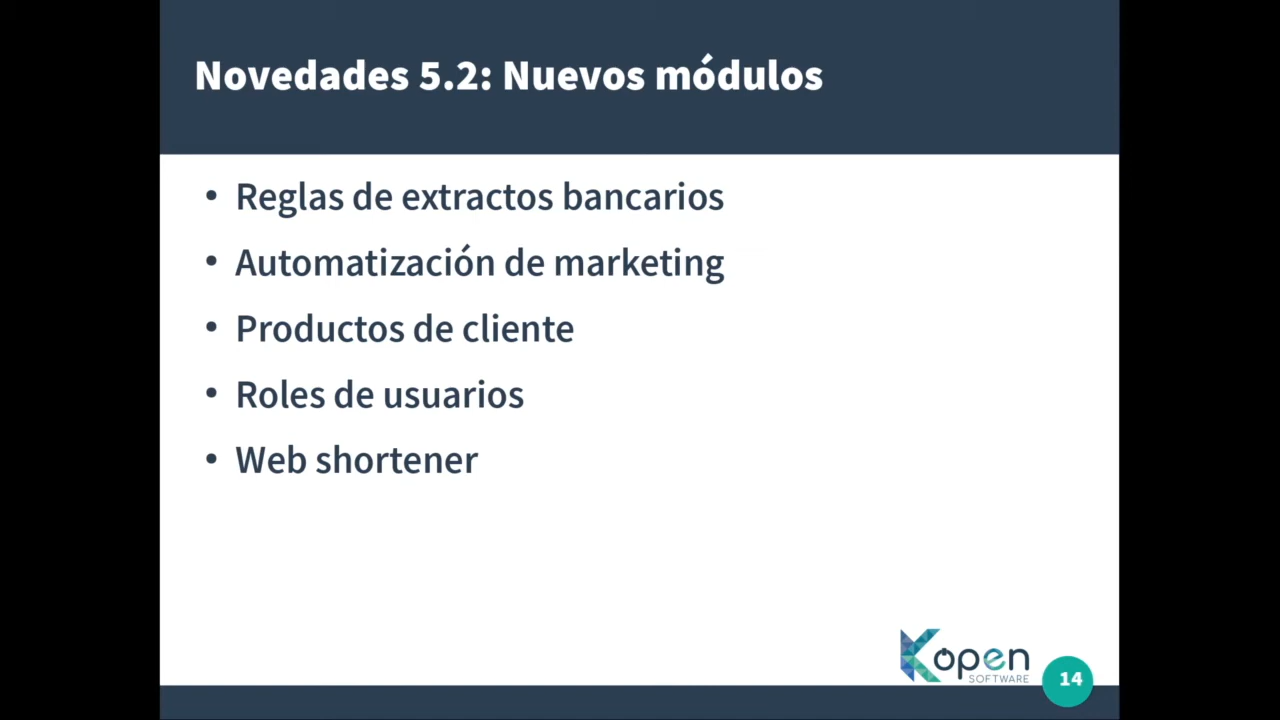 Novedades 5.2: Nuevos módulos
• Reglas de extractos bancarios
• Automatización de marketing
• Productos de cliente
• Roles de usuarios
• Web shortener
Kopen
SOFTWARE
14